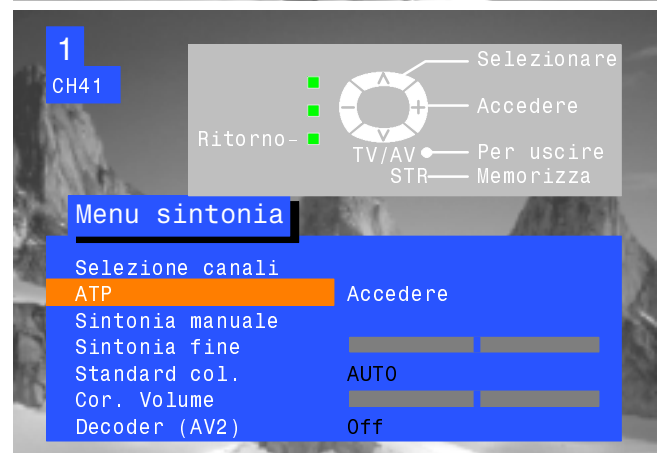 1
CH41
Selezionare
Accedere
Ritorno
TV/AV Per uscire
STR Memorizza
Menu sintonia
Selezione canali
ATP Accedere
Sintonia manuale
Sintonia fine
Standard col. AUTO
Cor. Volume
Decoder (AV2) Off